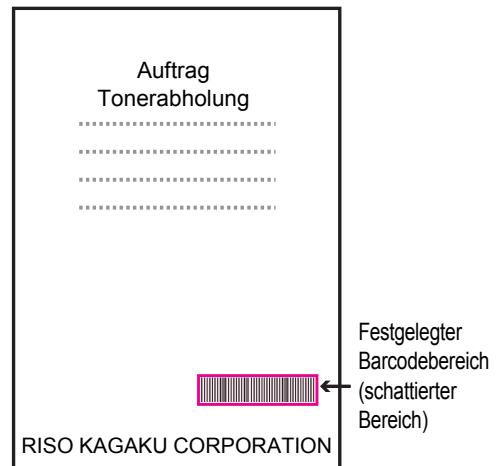 Auftrag
Tonerabholung
Festgelegter
Barcodebereich
(schattierter
Bereich)
RISO KAGAKU CORPORATION